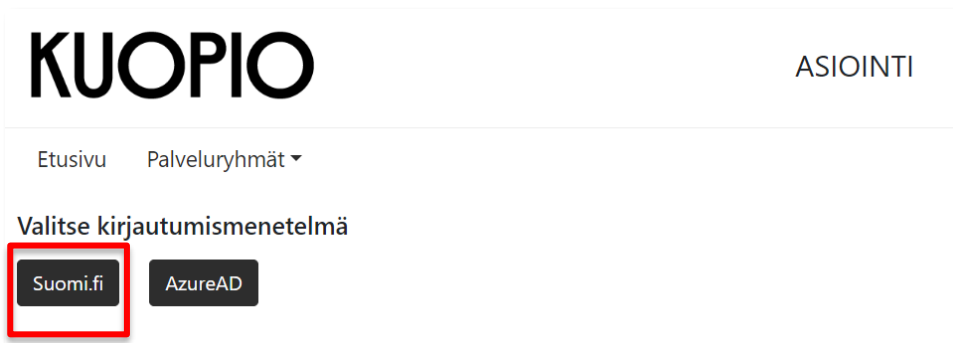 KUOPIO
ASIOINTI
Etusivu Palveluryhmät
Valitse kirjautumismenetelmä
Suomi.fi AzureAD